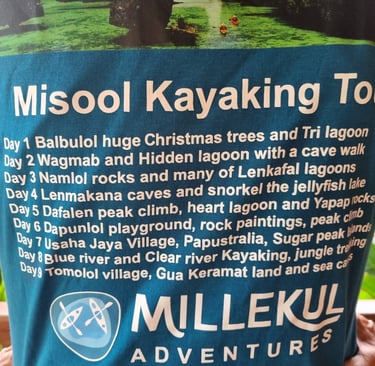 Misool Kayaking To
Day 1 Balbulol huge Christmas trees and Tri lagoon
Day 2 Wagmab and Hidden lagoon with a cave walk
Day 3 Namlol rocks and many of Lenkafal lagoons
Day 4 Lenmakana caves and snorkel the jellyfish lake
Day 5 Dafalen peak climb, heart lagoon and Yapap rocks
Day 6 Dapunlol playground, rock paintings, peak climb
Day 7 Usaha Jaya Village, Papustralia, Sugar peak
Day 8 Blue river and Clear river Kayaking, jungle
Day 9 Tomolol village, Gua Keramat land and sea
MILLEKUL
ADVENTURES